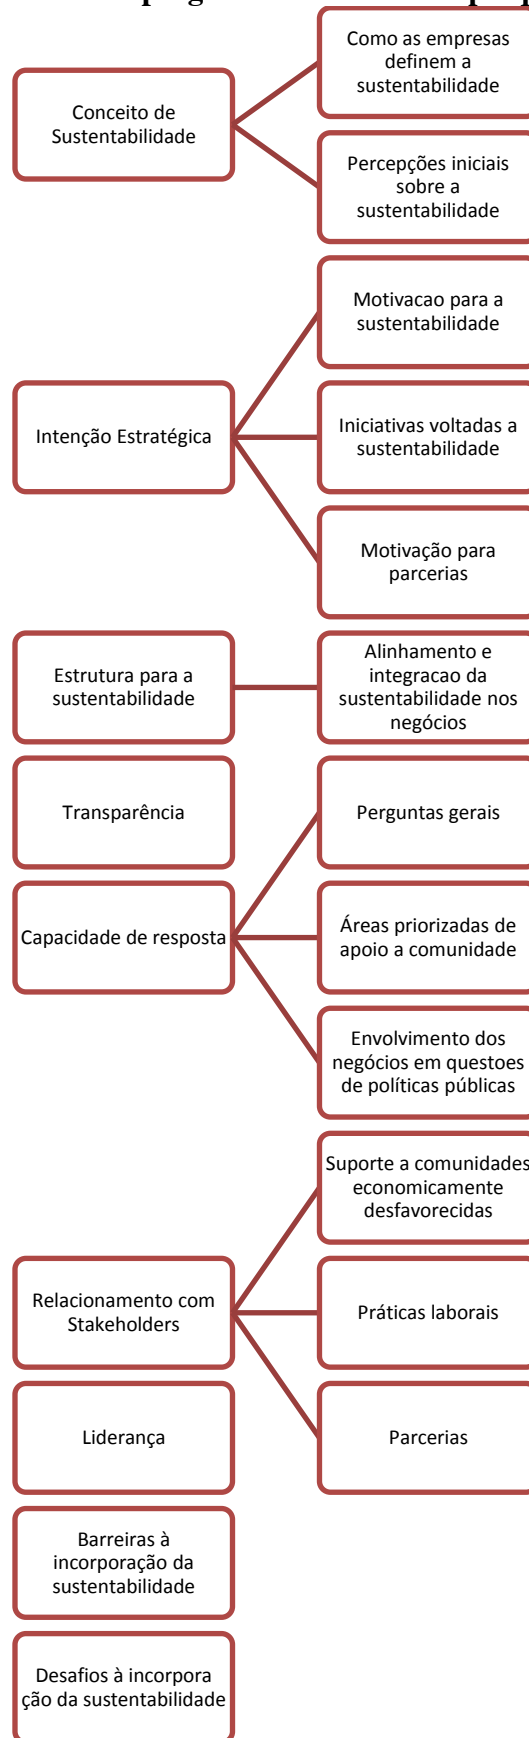 Como as empresas
definem a
sustentabilidade
Conceito de
Sustentabilidade
Percepções iniciais
sobre a
sustentabilidade
Motivacao para a
sustentabilidade
Intenção Estratégica
Iniciativas voltadas a
sustentabilidade
Motivação para
parcerias
Estrutura para a
sustentabilidade
Alinhamento e
integracao da
sustentabilidade nos
negócios
Transparência
Perguntas gerais
Capacidade de resposta
Áreas priorizadas de
apoio a comunidade
Envolvimento dos
negócios em questoes
de políticas públicas
Suporte a comunidades
economicamente
desfavorecidas
Relacionamento com
Stakeholders
Práticas laborais
Liderança
Parcerias
Barreiras à
incorporação da
sustentabilidade
Desafios à incorpora
ção da sustentabilidade